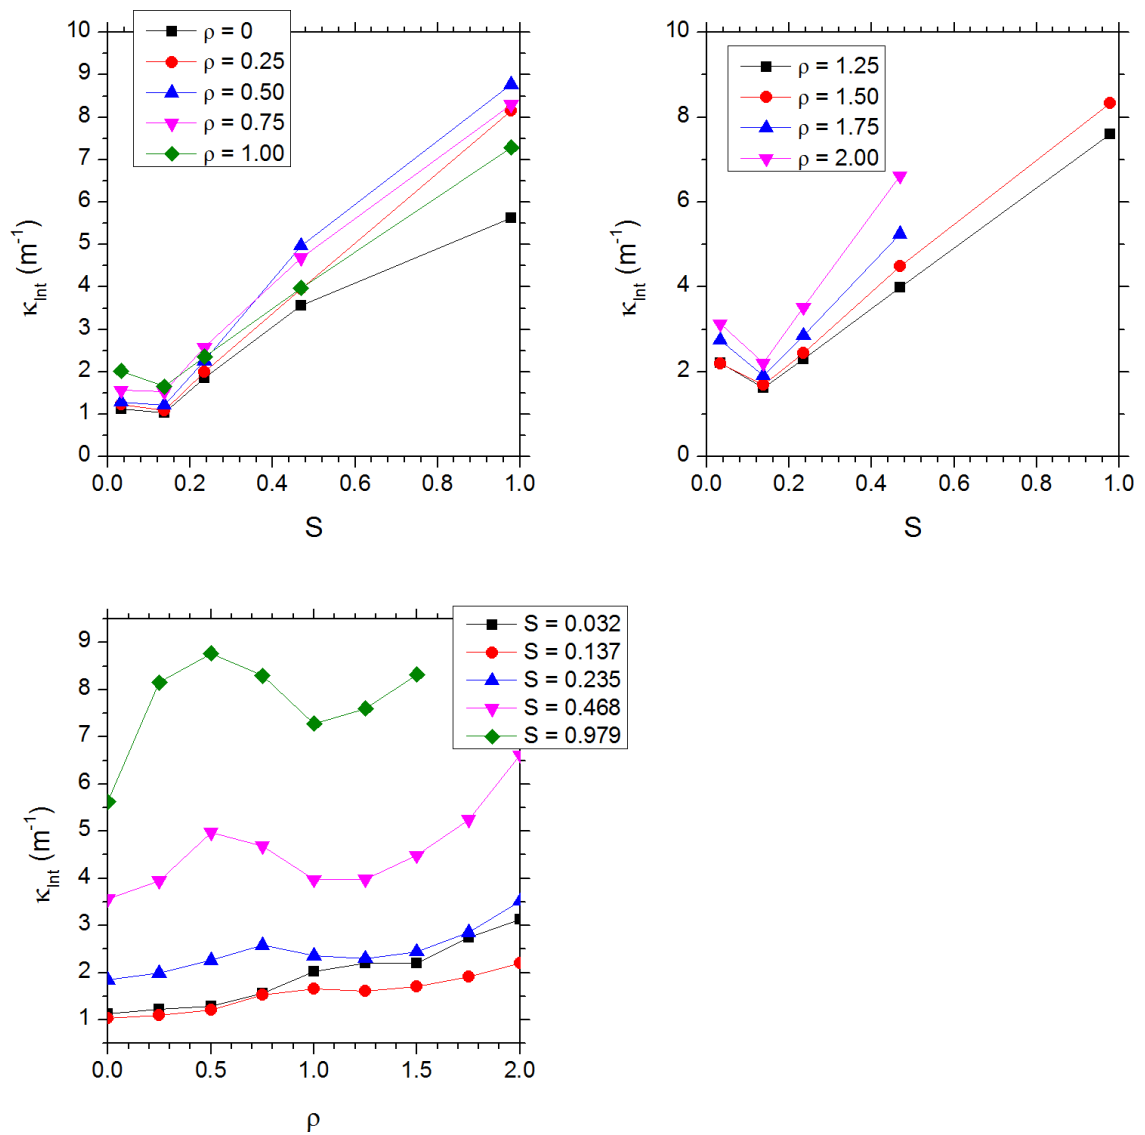 10
9
8
7
6
5
4
3
2
1
0
κInt (m-1)
ρ = 0
ρ = 0.25
ρ = 0.50
ρ = 0.75
ρ = 1.00
0.0 0.2 0.4 0.6 0.8 1.0
S
10
8
6
4
2
0
κInt (m-1)
ρ = 1.25
ρ = 1.50
ρ = 1.75
ρ = 2.00
0.0 0.2 0.4 0.6 0.8 1.0
S
9
8
7
6
5
4
3
2
1
κInt (m-1)
S = 0.032
S = 0.137
S = 0.235
S = 0.468
S = 0.979
0.0 0.5 1.0 1.5 2.0
ρ